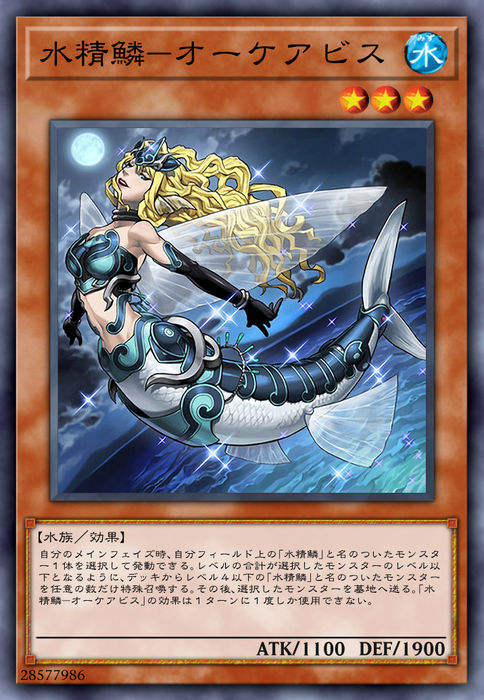 水精鱗−オーケアビス
みず
水
【水族／効果】
自分のメインフェイズ時、自分フィールド上の「水精鱗」と名のついたモンスタ
ー１体を選択して発動できる。レベルの合計が選択したモンスターのレベル以
下となるように、デッキからレベル４以下の「水精鱗」と名のついたモンスター
を任意の数だけ特殊召喚する。その後、選択したモンスターを墓地へ送る。「水
精鱗−オーケアビス」の効果は１ターンに１度しか使用できない。
ATK/1100 DEF/1900
28577986